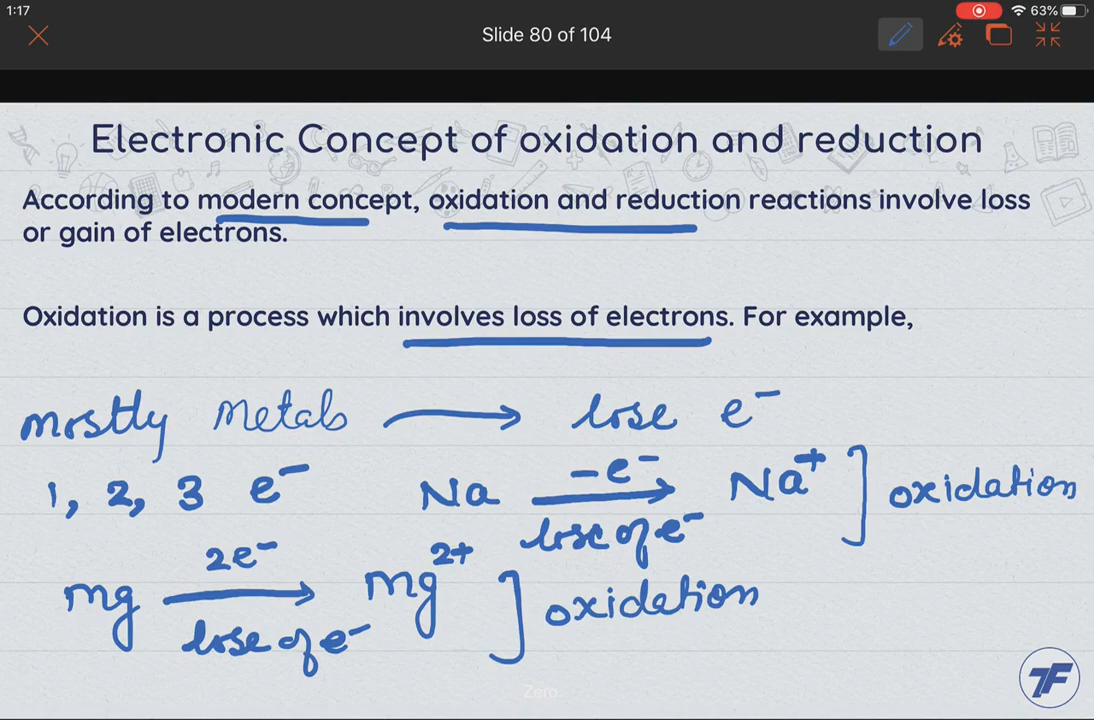 1:17
63%
Slide 80 of 104
Electronic Concept of oxidation and reduction
According to modern concept, oxidation and reduction reactions involve loss
or gain of electrons.
Oxidation is a process which involves loss of electrons. For example,
mostly Metals → lose e⁻
1, 2, 3 e⁻ Na —e⁻→ Na⁺ ] oxidation
lose of e⁻
2e⁻
mg → mg²⁺ ] oxidation
lose of e⁻
Zero
TF